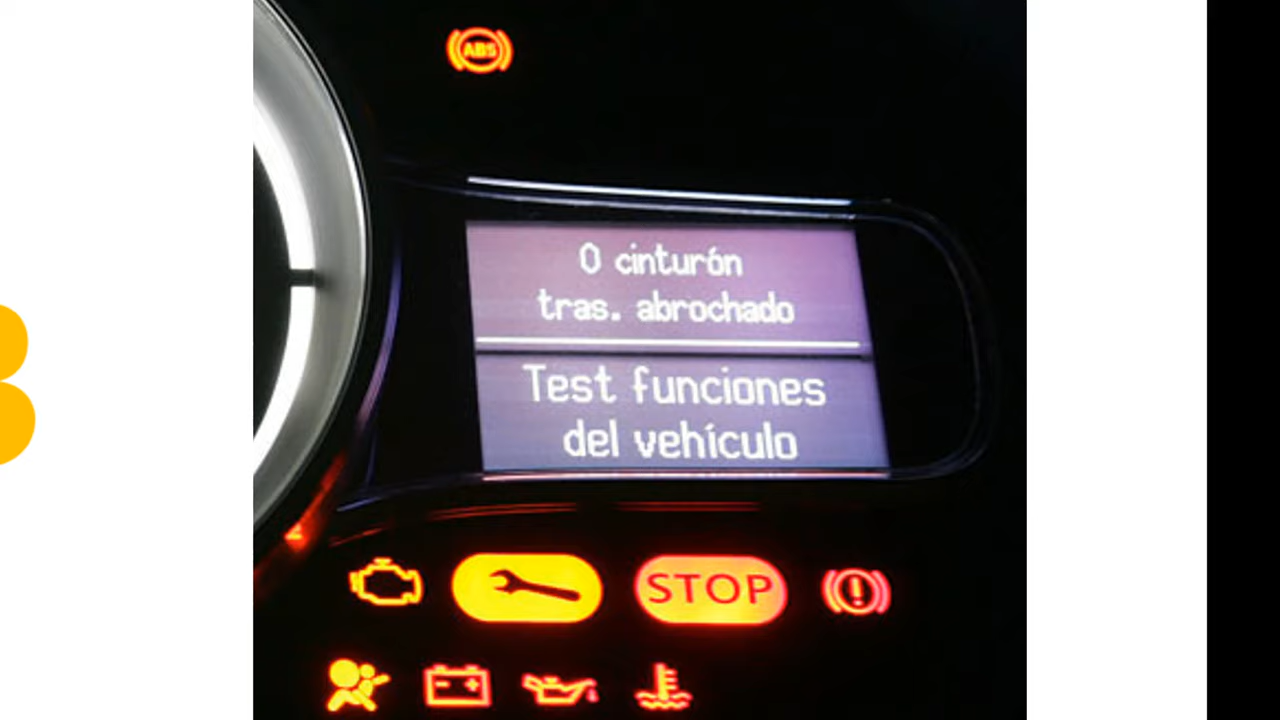 ABS
0 cinturón
tras. abrochado
Test funciones
del vehículo
STOP